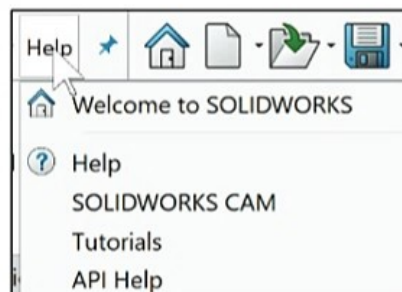 Help
Welcome to SOLIDWORKS
Help
SOLIDWORKS CAM
Tutorials
API Help